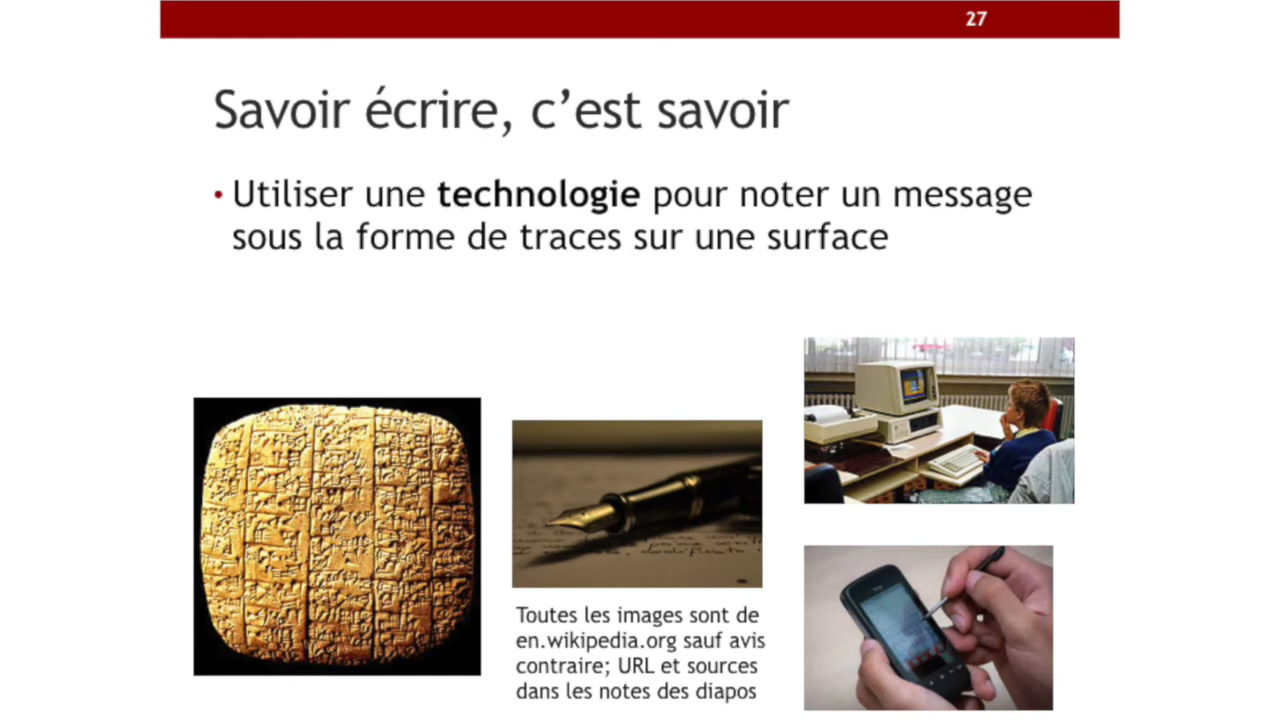 27
Savoir écrire, c’est savoir
• Utiliser une technologie pour noter un message
sous la forme de traces sur une surface
Toutes les images sont de
en.wikipedia.org sauf avis
contraire; URL et sources
dans les notes des diapos